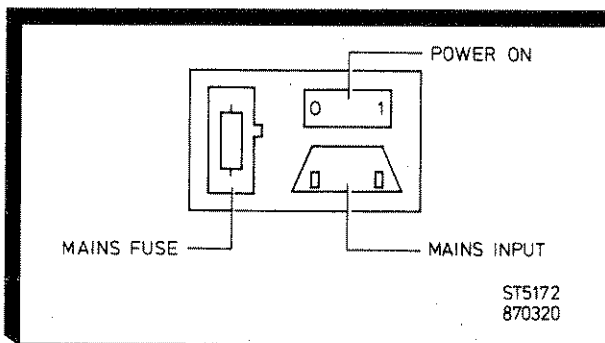 POWER ON
0 1
MAINS FUSE
MAINS INPUT
ST5172
870320